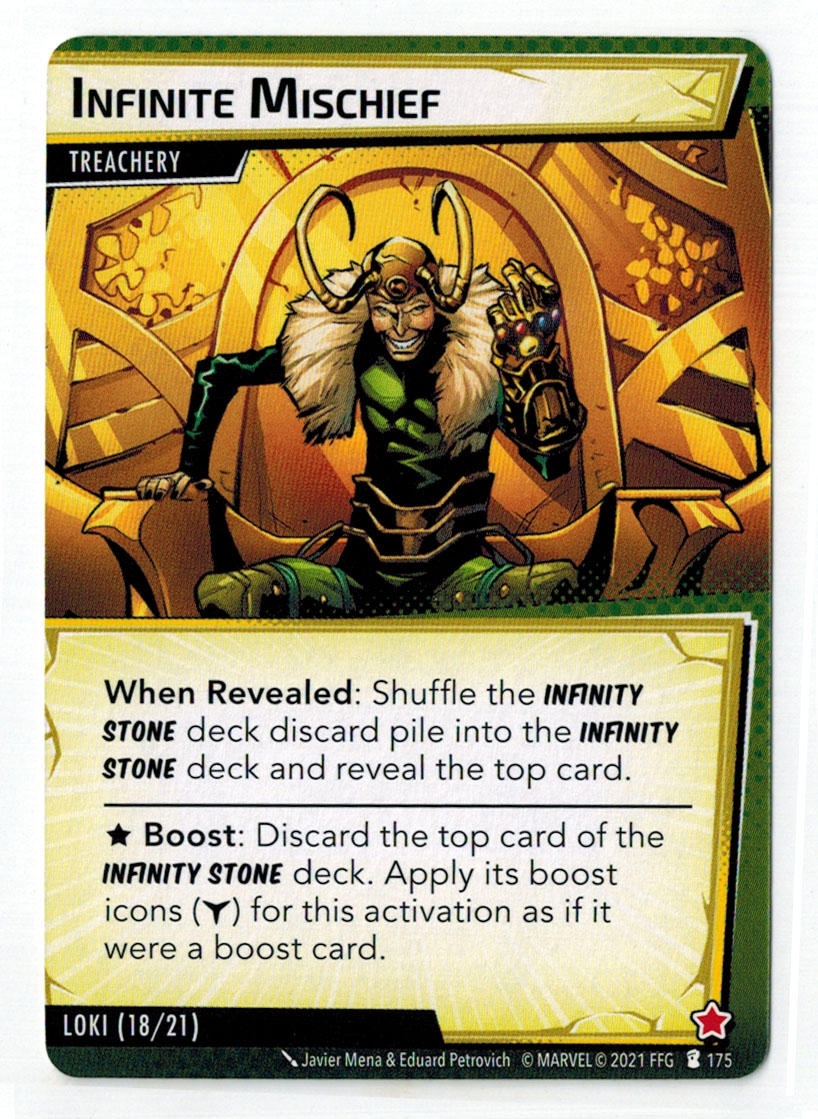 INFINITE MISCHIEF
TREACHERY
When Revealed: Shuffle the INFINITY
STONE deck discard pile into the INFINITY
STONE deck and reveal the top card.
★ Boost: Discard the top card of the
INFINITY STONE deck. Apply its boost
icons ( ) for this activation as if it
were a boost card.
LOKI (18/21)
Javier Mena & Eduard Petrovich © MARVEL © 2021 FFG 175